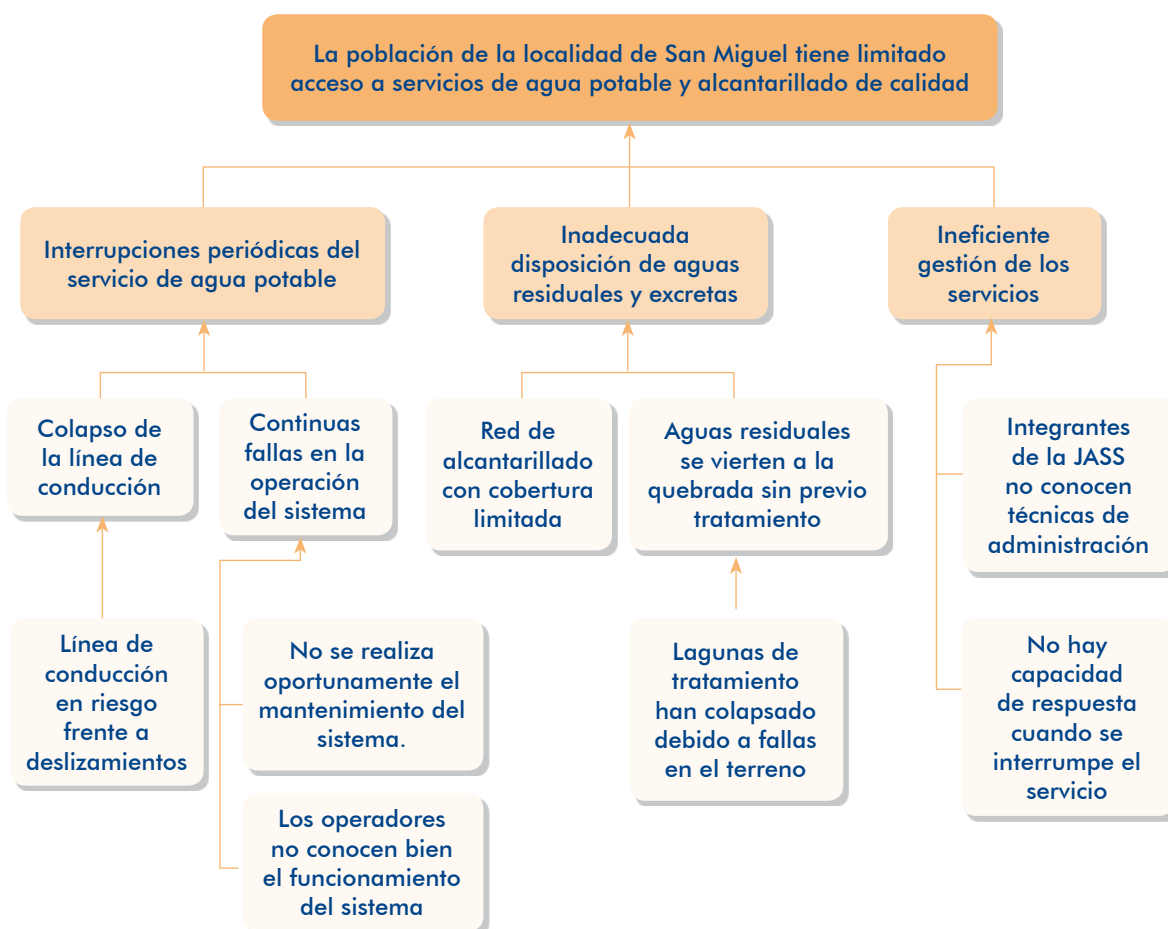 La población de la localidad de San Miguel tiene limitado
acceso a servicios de agua potable y alcantarillado de calidad
Interrupciones periódicas del
servicio de agua potable
Inadecuada
disposición de aguas
residuales y excretas
Ineficiente
gestión de los
servicios
Colapso de
la línea de
conducción
Continuas
fallas en la
operación
del sistema
Red de
alcantarillado
con cobertura
limitada
Aguas residuales
se vierten a la
quebrada sin previo
tratamiento
Integrantes
de la JASS
no conocen
técnicas de
administración
Línea de
conducción
en riesgo
frente a
deslizamientos
No se realiza
oportunamente el
mantenimiento del
sistema.
Lagunas de
tratamiento
han colapsado
debido a fallas
en el terreno
No hay
capacidad
de respuesta
cuando se
interrumpe el
servicio
Los operadores
no conocen bien
el funcionamiento
del sistema